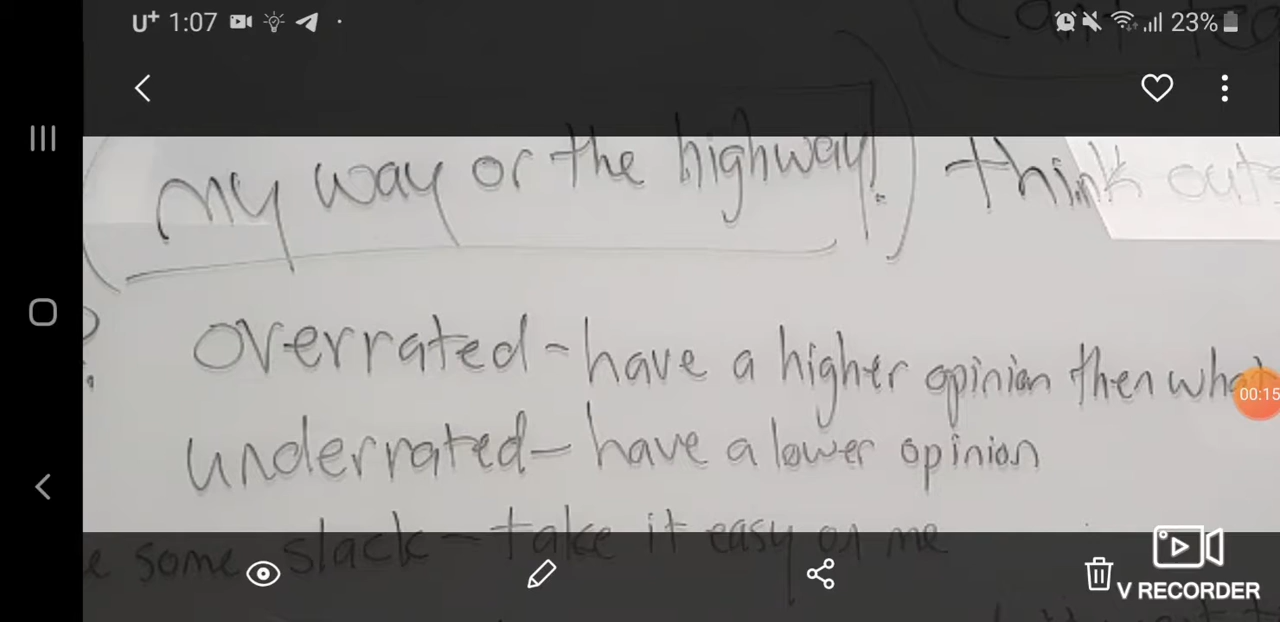 U+ 1:07 23%
(my way or the highway!) think
overrated - have a higher opinion then
00:15
underrated - have a lower opinion
some slack - take it easy on me
V RECORDER